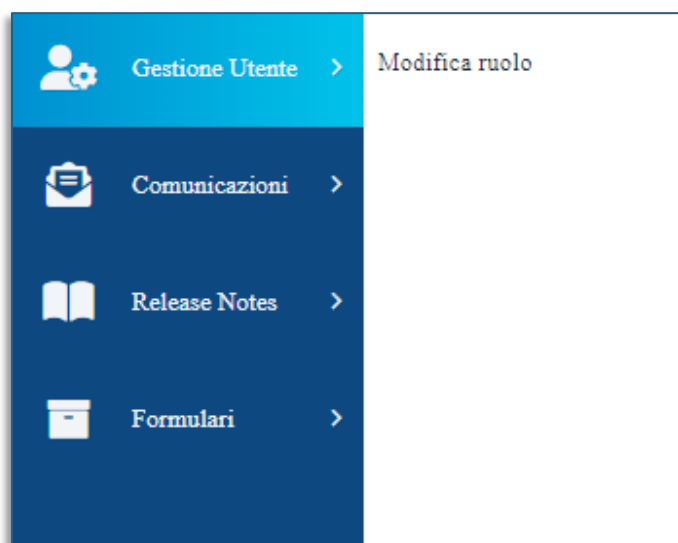 Gestione Utente
Modifica ruolo
Comunicazioni
Release Notes
Formulari